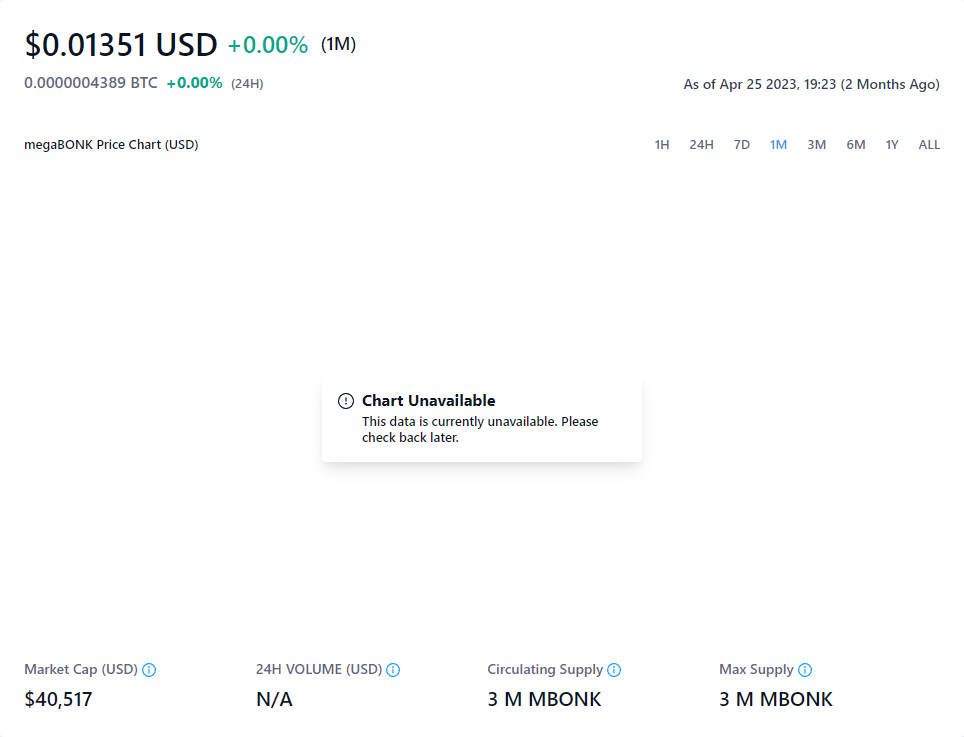 $0.01351 USD +0.00% (1M)
0.0000004389 BTC +0.00% (24H)
As of Apr 25 2023, 19:23 (2 Months Ago)
megaBONK Price Chart (USD)
1H 24H 7D 1M 3M 6M 1Y ALL
Chart Unavailable
This data is currently unavailable. Please
check back later.
Market Cap (USD)
$40,517
24H VOLUME (USD)
N/A
Circulating Supply
3 M MBONK
Max Supply
3 M MBONK